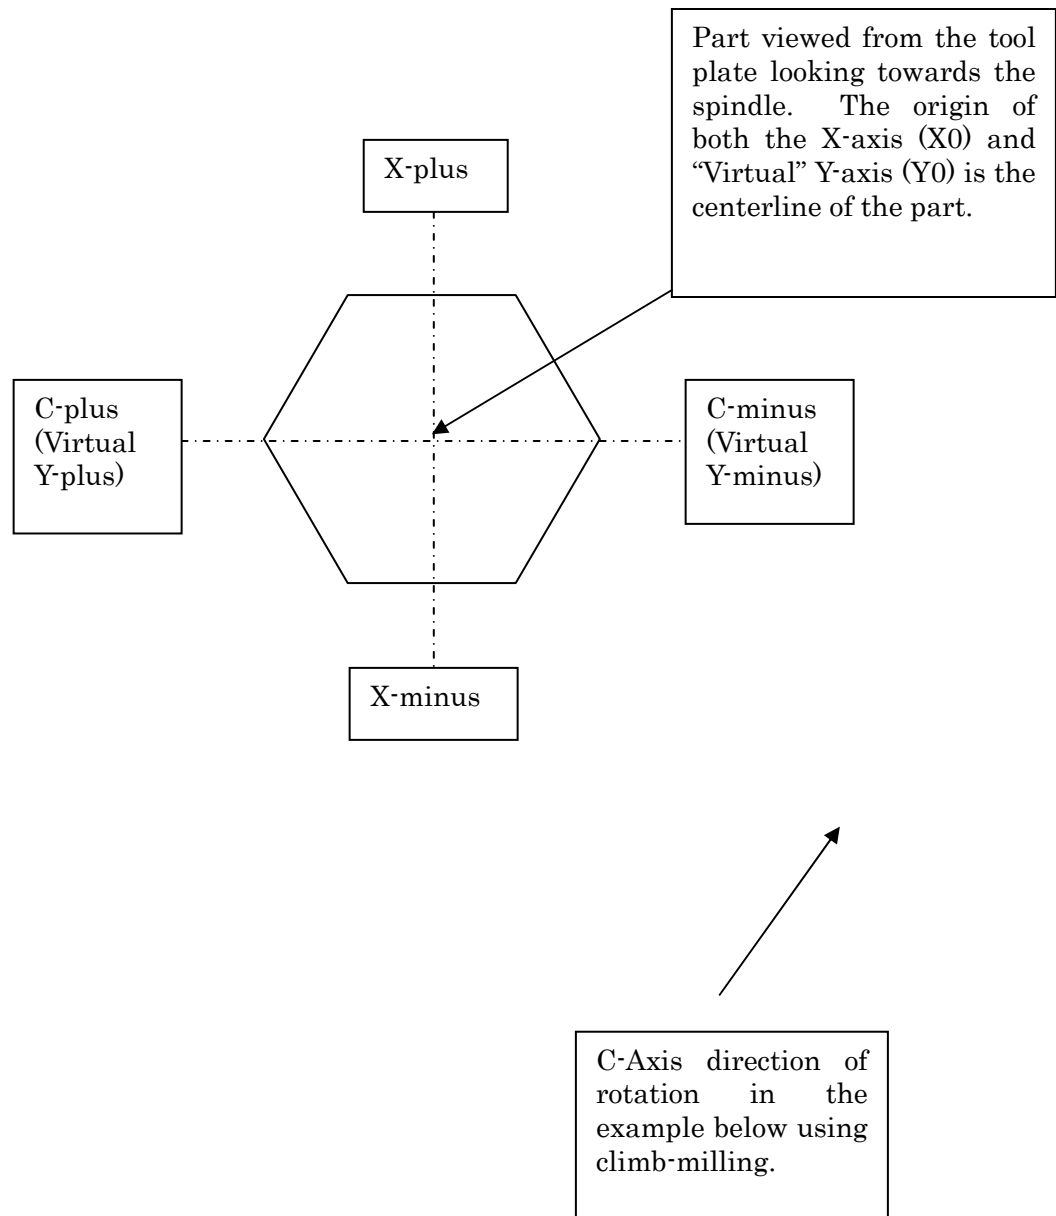 Part viewed from the tool
plate looking towards the
spindle. The origin of
both the X-axis (X0) and
“Virtual” Y-axis (Y0) is the
centerline of the part.
X-plus
C-plus
(Virtual
Y-plus)
C-minus
(Virtual
Y-minus)
X-minus
C-Axis direction of
rotation in the
example below using
climb-milling.